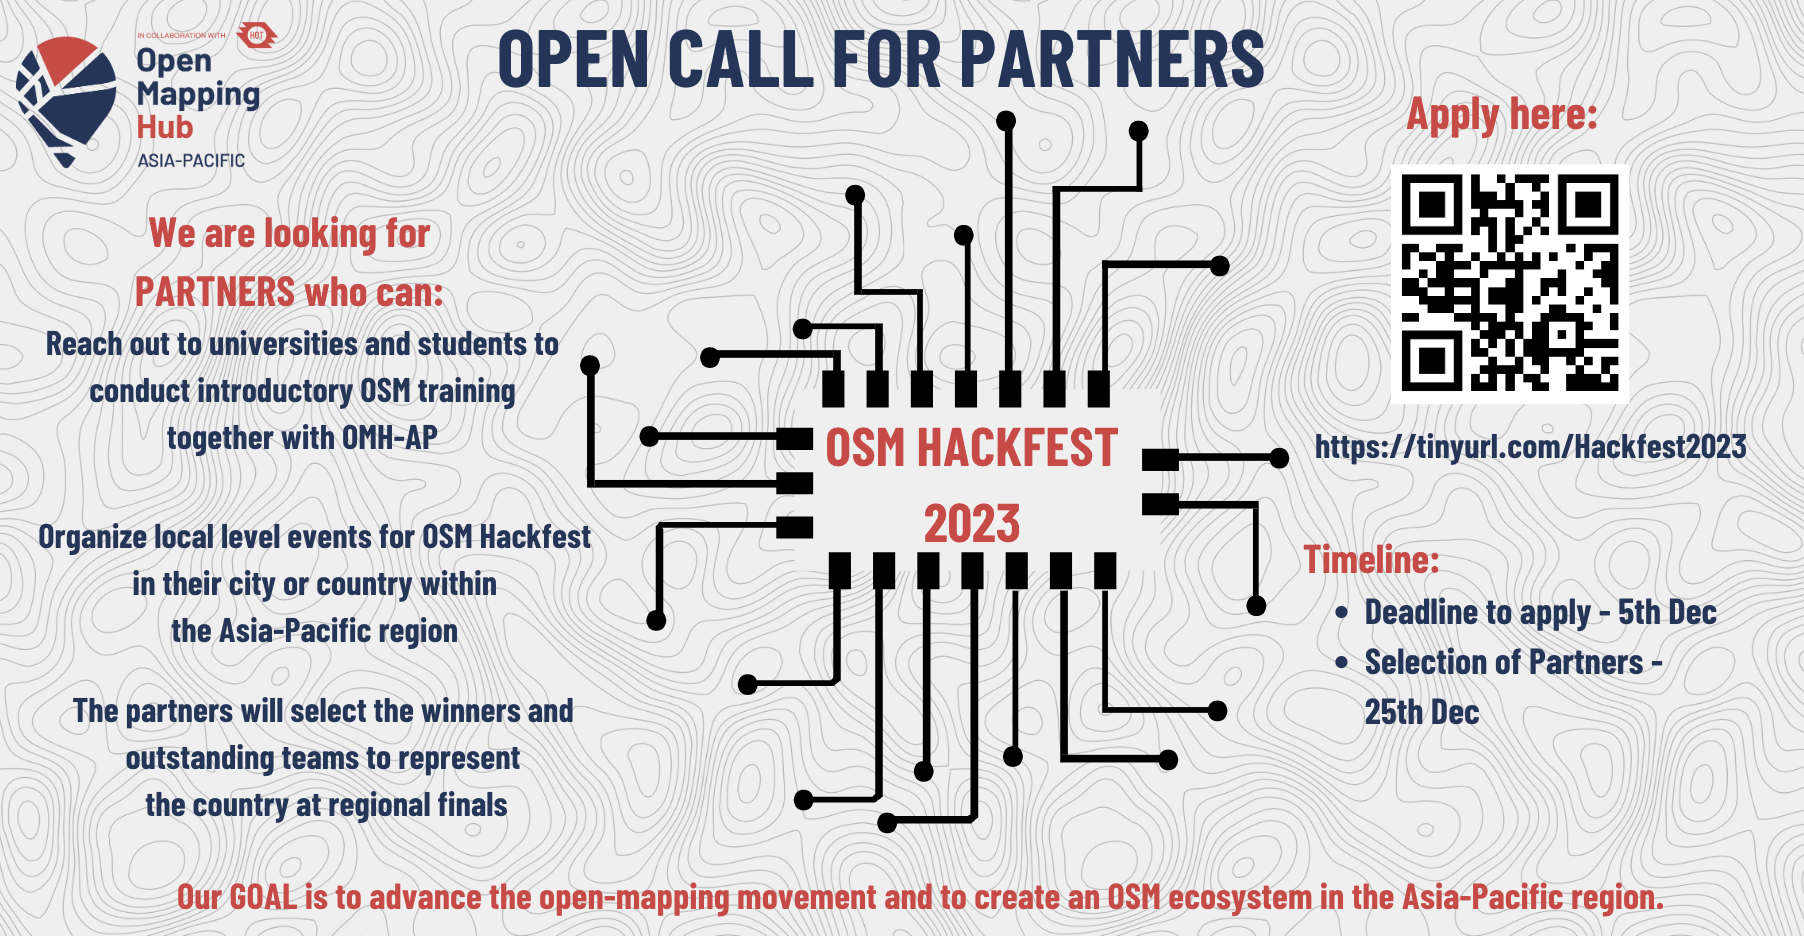 IN COLLABORATION WITH
HOT
Open
Mapping
Hub
ASIA-PACIFIC
OPEN CALL FOR PARTNERS
We are looking for
PARTNERS who can:
Reach out to universities and students to
conduct introductory OSM training
together with OMH-AP
Organize local level events for OSM Hackfest
in their city or country within
the Asia-Pacific region
The partners will select the winners and
outstanding teams to represent
the country at regional finals
OSM HACKFEST
2023
Apply here:
https://tinyurl.com/Hackfest2023
Timeline:
• Deadline to apply - 5th Dec
• Selection of Partners -
25th Dec
Our GOAL is to advance the open-mapping movement and to create an OSM ecosystem in the Asia-Pacific region.